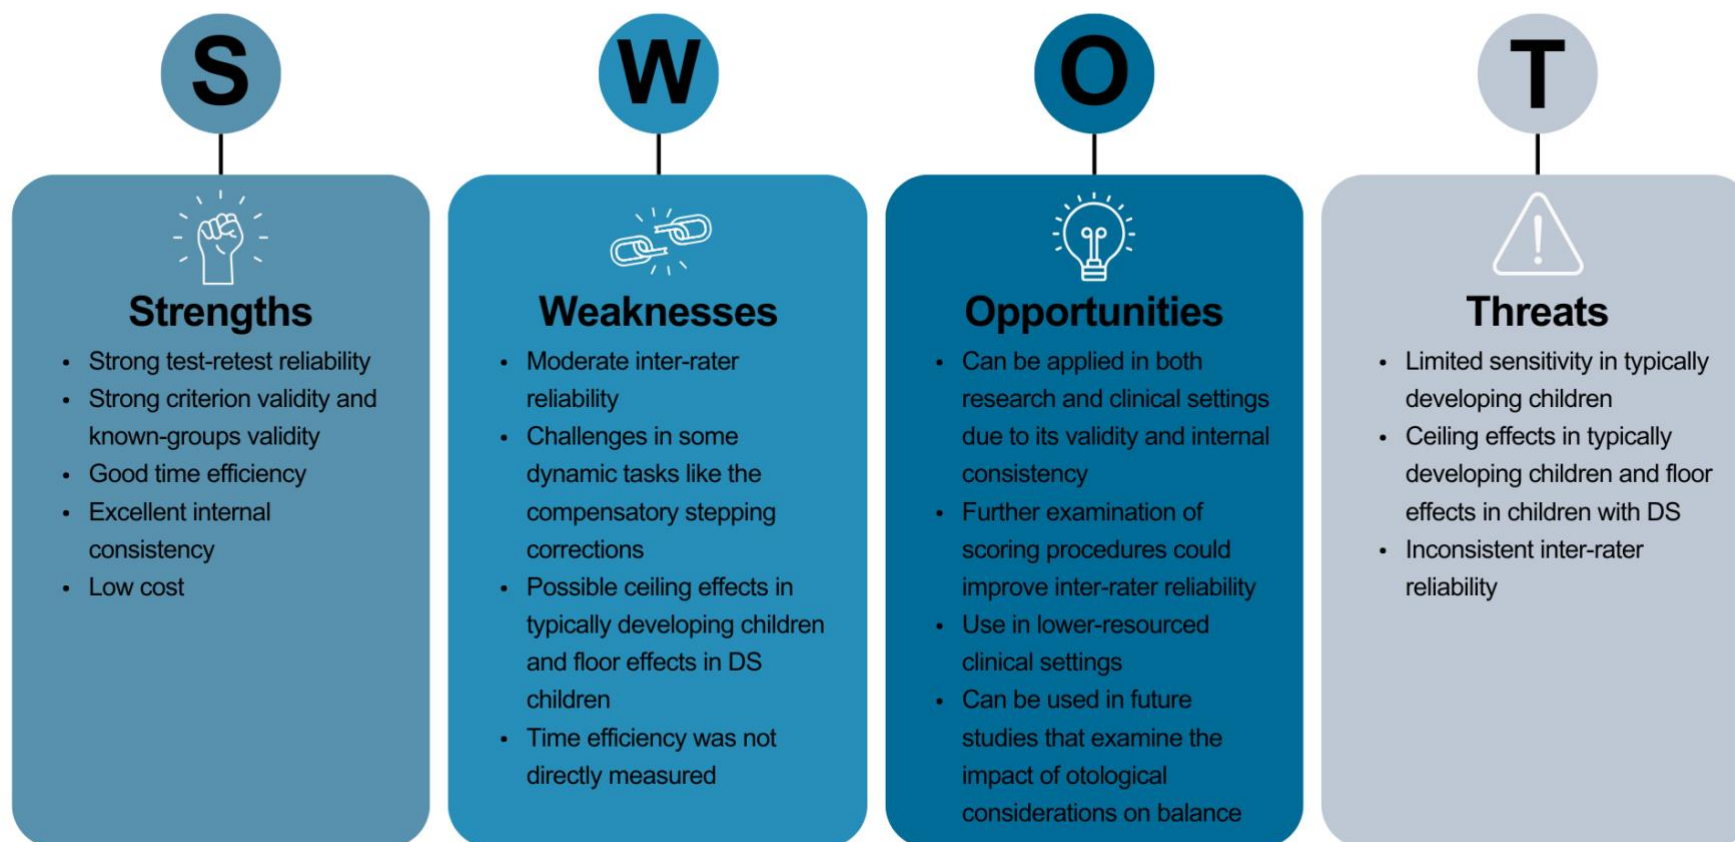 S
Strengths
• Strong test-retest reliability
• Strong criterion validity and
known-groups validity
• Good time efficiency
• Excellent internal
consistency
• Low cost
W
Weaknesses
• Moderate inter-rater
reliability
• Challenges in some
dynamic tasks like the
compensatory stepping
corrections
• Possible ceiling effects in
typically developing children
and floor effects in DS
children
• Time efficiency was not
directly measured
O
Opportunities
• Can be applied in both
research and clinical settings
due to its validity and internal
consistency
• Further examination of
scoring procedures could
improve inter-rater reliability
• Use in lower-resourced
clinical settings
• Can be used in future
studies that examine the
impact of otological
considerations on balance
T
Threats
• Limited sensitivity in typically
developing children
• Ceiling effects in typically
developing children and floor
effects in children with DS
• Inconsistent inter-rater
reliability